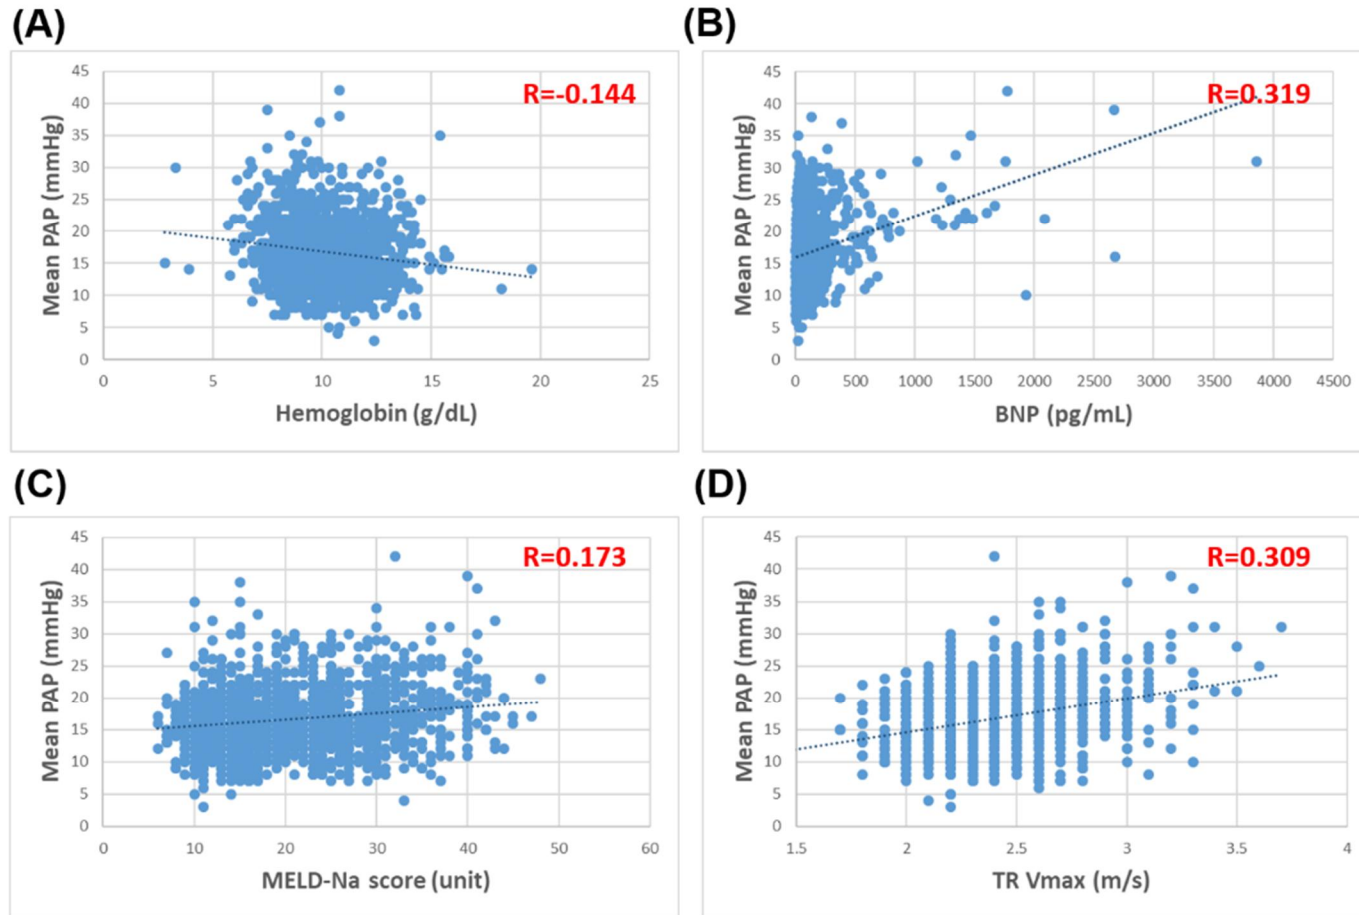 (A)
R=-0.144
Mean PAP (mmHg)
45
40
35
30
25
20
15
10
5
0
0 5 10 15 20 25
Hemoglobin (g/dL)
(B)
R=0.319
Mean PAP (mmHg)
45
40
35
30
25
20
15
10
5
0
0 500 1000 1500 2000 2500 3000 3500 4000 4500
BNP (pg/mL)
(C)
R=0.173
Mean PAP (mmHg)
45
40
35
30
25
20
15
10
5
0
0 10 20 30 40 50 60
MELD-Na score (unit)
(D)
R=0.309
Mean PAP (mmHg)
45
40
35
30
25
20
15
10
5
0
1.5 2 2.5 3 3.5 4
TR Vmax (m/s)